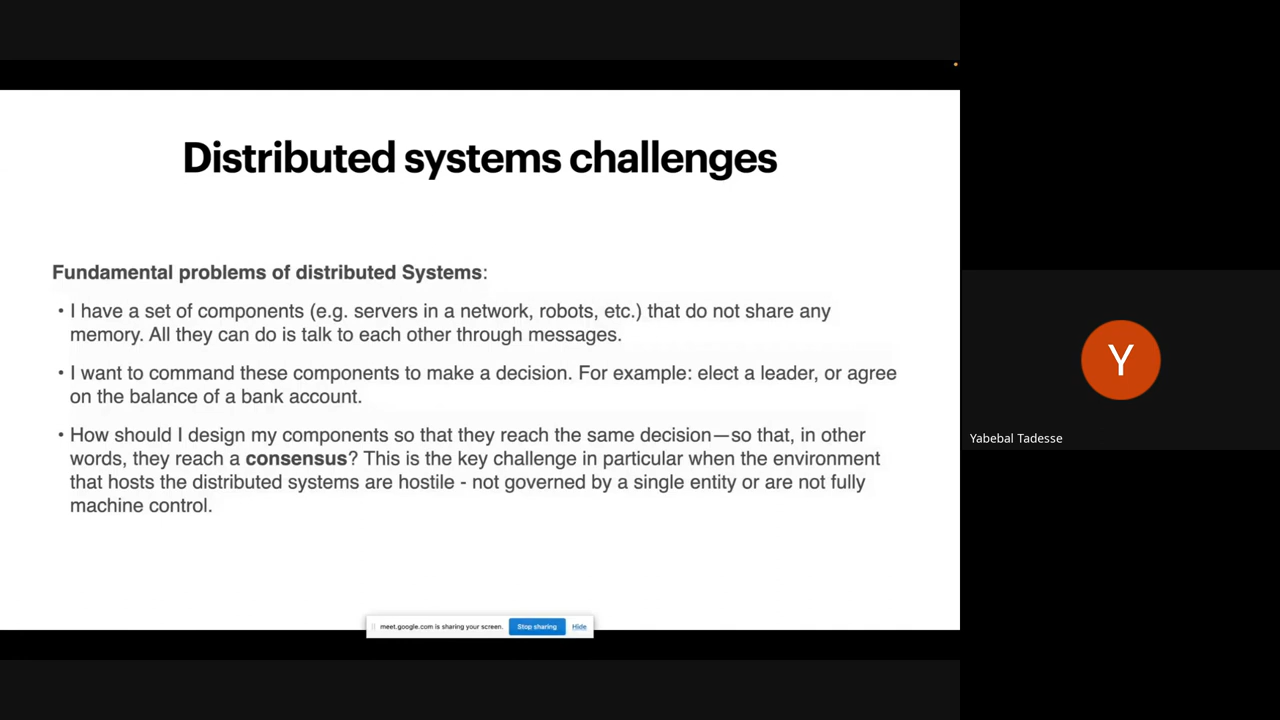 Distributed systems challenges
Fundamental problems of distributed Systems:
• I have a set of components (e.g. servers in a network, robots, etc.) that do not share any
memory. All they can do is talk to each other through messages.
• I want to command these components to make a decision. For example: elect a leader, or agree
on the balance of a bank account.
• How should I design my components so that they reach the same decision—so that, in other
words, they reach a consensus? This is the key challenge in particular when the environment
that hosts the distributed systems are hostile - not governed by a single entity or are not fully
machine control.
meet.google.com is sharing your screen. Stop sharing Hide
Y
Yabebal Tadesse